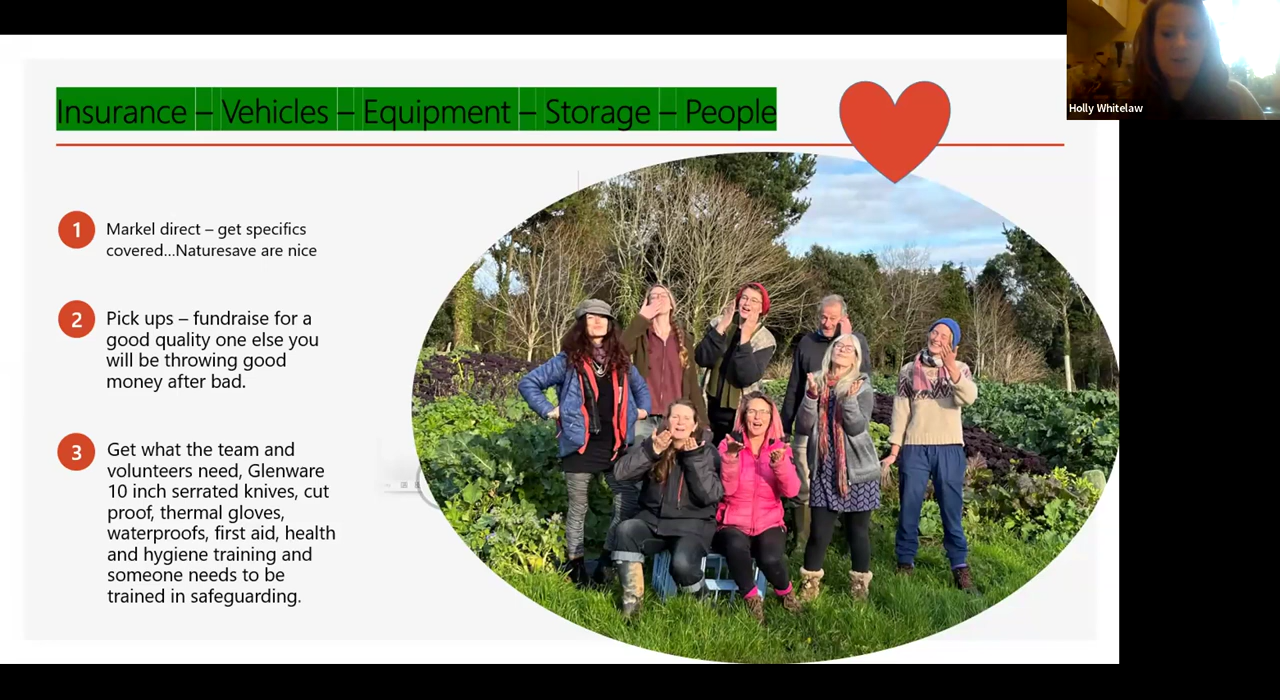 Insurance – Vehicles – Equipment – Storage – People
Holly Whitelaw
1
Markel direct – get specifics
covered...Naturesave are nice
2
Pick ups – fundraise for a
good quality one else you
will be throwing good
money after bad.
3
Get what the team and
volunteers need, Glenware
10 inch serrated knives, cut
proof, thermal gloves,
waterproofs, first aid, health
and hygiene training and
someone needs to be
trained in safeguarding.